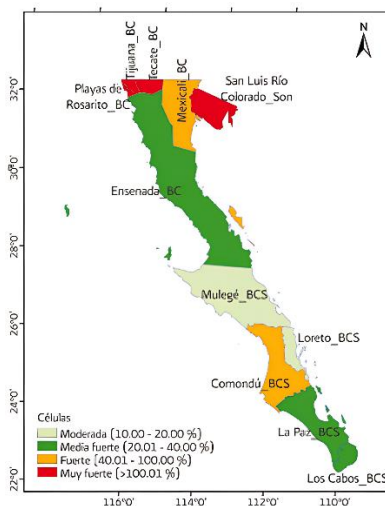 Tijuana_BC
Tecate_BC
Mexicali_BC
N
San Luis Río
Colorado_Son
Playas de
Rosarito_BC
Ensenada_BC
Mulegé_BCS
Loreto_BCS
Comondú_BCS
La Paz_BCS
Los Cabos_BCS
32°0'
30°0'
28°0'
26°0'
24°0'
22°0'
Células
Moderada (10.00 - 20.00 %)
Media fuerte (20.01 - 40.00 %)
Fuerte (40.01 - 100.00 %)
Muy fuerte (>100.01 %)
116°0' 114°0' 112°0' 110°0'